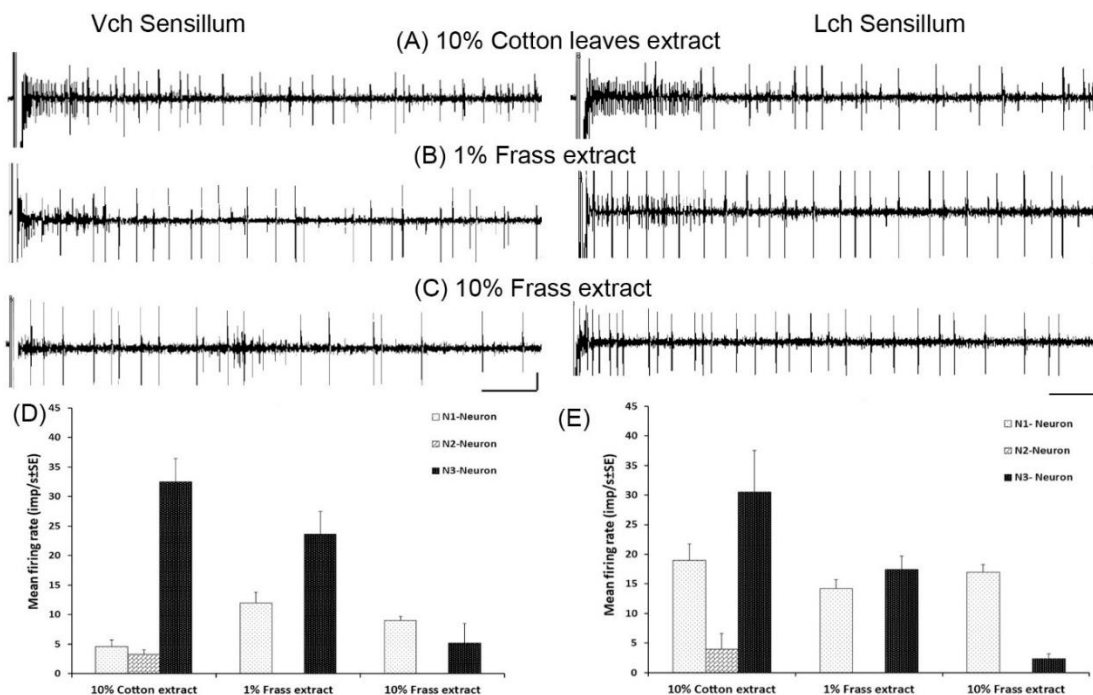 Vch Sensillum
Lch Sensillum
(A) 10% Cotton leaves extract
(B) 1% Frass extract
(C) 10% Frass extract
(D)
Mean firing rate (imp/s±SE)
45
40
35
30
25
20
15
10
5
0
N1-Neuron
N2-Neuron
N3-Neuron
10% Cotton extract 1% Frass extract 10% Frass extract
(E)
Mean firing rate (imp/s±SE)
45
40
35
30
25
20
15
10
5
0
N1- Neuron
N2-Neuron
N3- Neuron
10% Cotton extract 1% Frass extract 10% Frass extract